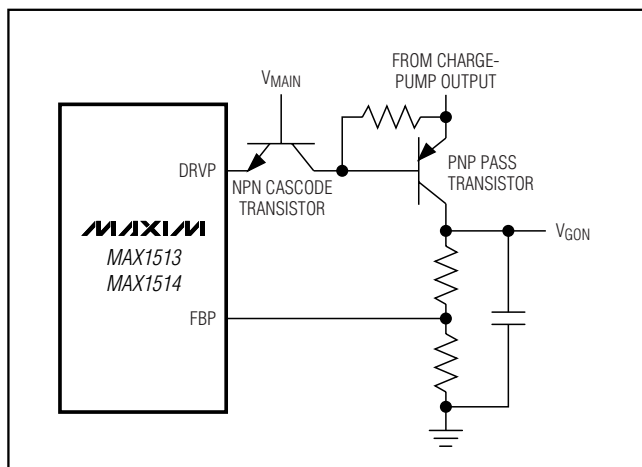 FROM CHARGE-
PUMP OUTPUT
VMAIN
DRVP
NPN CASCODE
TRANSISTOR
PNP PASS
TRANSISTOR
MAXIM
MAX1513
MAX1514
VGON
FBP